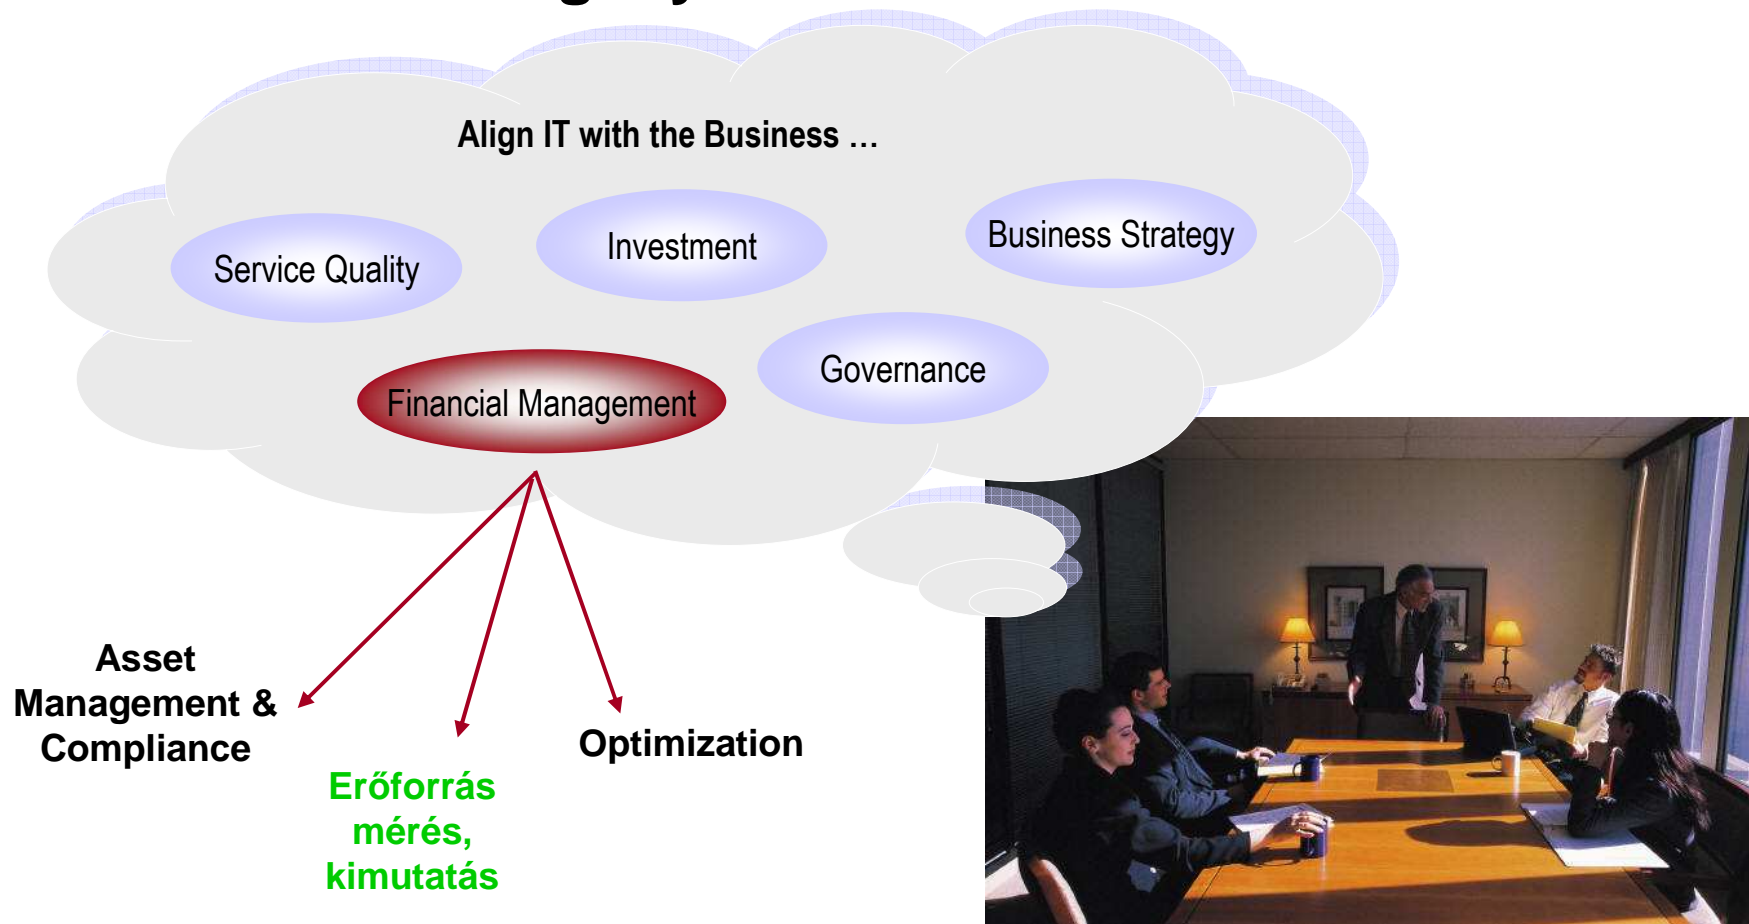 Align IT with the Business …
Service Quality
Investment
Business Strategy
Financial Management
Governance
Asset
Management &
Compliance
Erőforrás
mérés,
kimutatás
Optimization